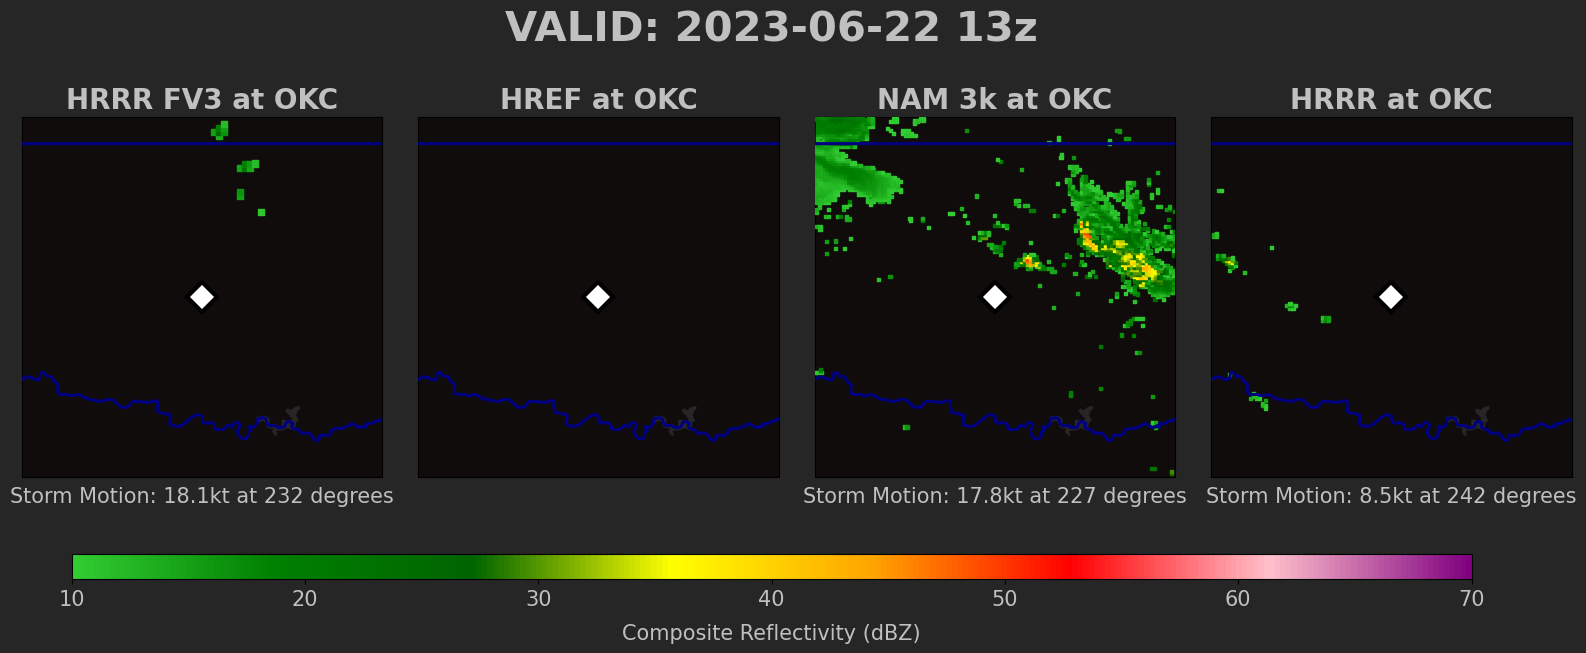 VALID: 2023-06-22 13z
HRRR FV3 at OKC
HREF at OKC
NAM 3k at OKC
HRRR at OKC
Storm Motion: 18.1kt at 232 degrees
Storm Motion: 17.8kt at 227 degrees
Storm Motion: 8.5kt at 242 degrees
10 20 30 40 50 60 70
Composite Reflectivity (dBZ)